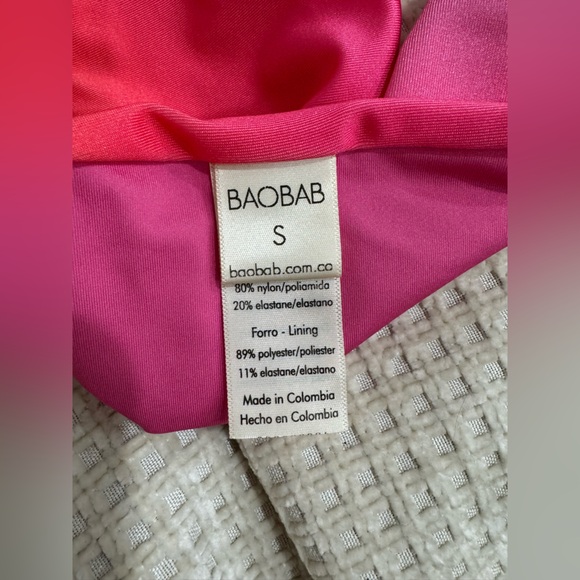 BAOBAB
S
baobab.com.co
80% nylon/poliamida
20% elastane/elastano
Forro - Lining
89% polyester/poliester
11% elastane/elastano
Made in Colombia
Hecho en Colombia